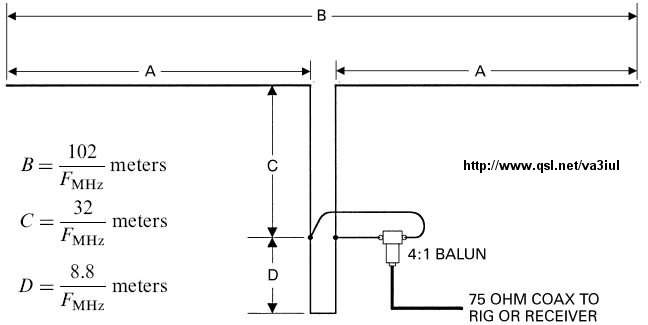 B
A
A
C
B = 102 / F_MHz meters
http://www.qsl.net/va3iul
C = 32 / F_MHz meters
4:1 BALUN
D
D = 8.8 / F_MHz meters
75 OHM COAX TO
RIG OR RECEIVER